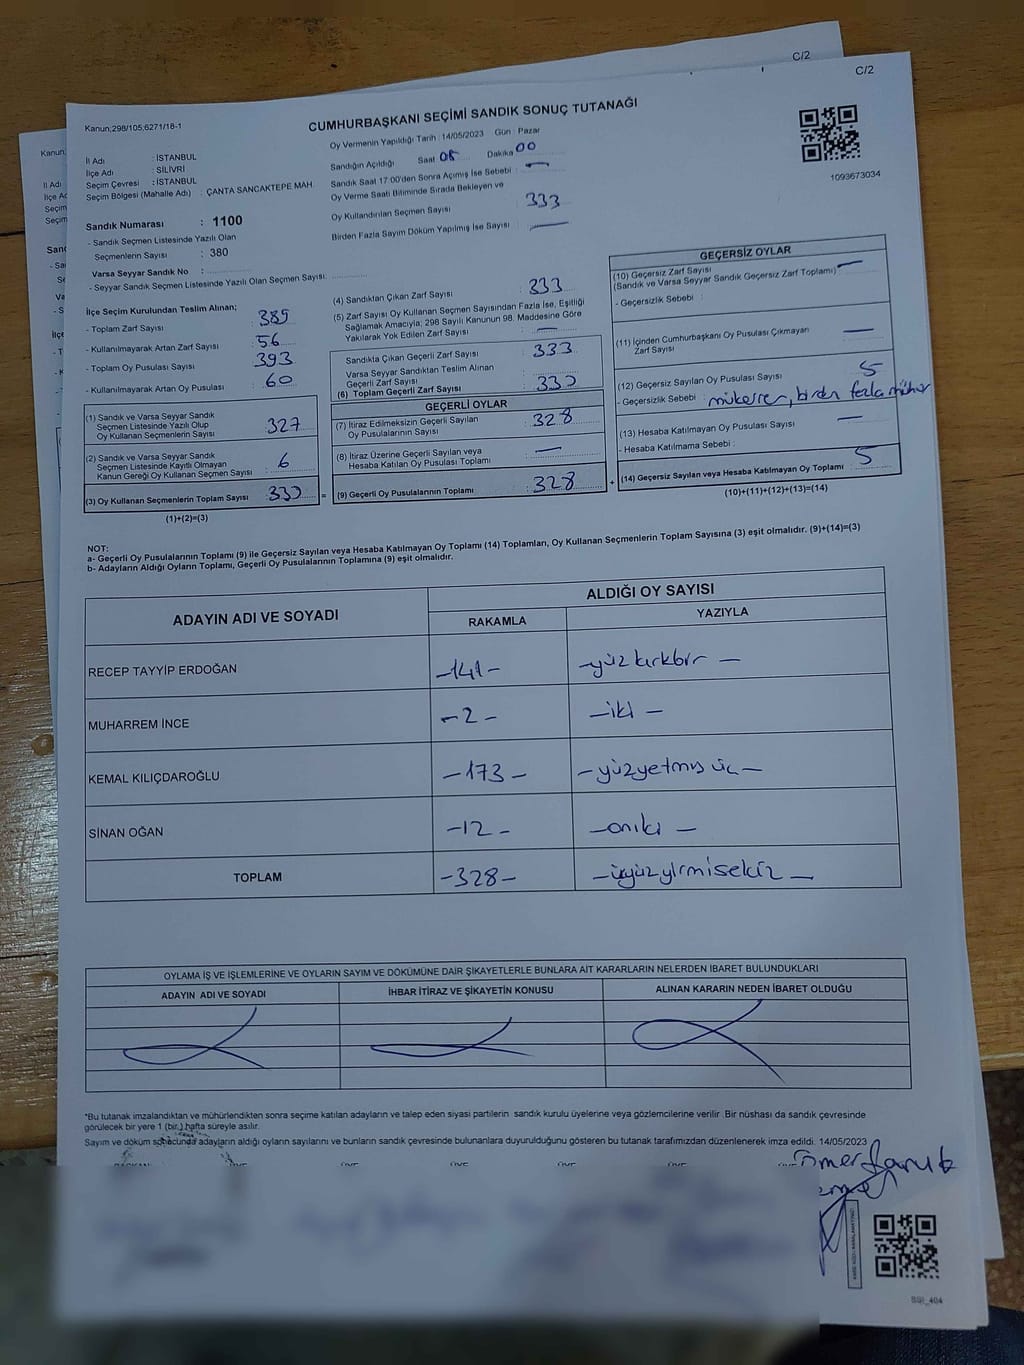 C/2
C/2
Kanun;298/105;6271/18-1
CUMHURBAŞKANI SEÇİMİ SANDIK SONUÇ TUTANAĞI
Oy Vermenin Yapıldığı Tarih : 14/05/2023 Gün : Pazar
Sandığın Açıldığı Saat 08 Dakika 00
Sandık Saat 17:00'den Sonra Açımış İse Sebebi : —
Oy Verme Saati Bitiminde Sırada Bekleyen ve
Oy Kullandırılan Seçmen Sayısı : 333
Birden Fazla Sayım Döküm Yapılmış İse Sayısı : —
1093673034
İl Adı : İSTANBUL
İlçe Adı : SİLİVRİ
Seçim Çevresi : İSTANBUL
Seçim Bölgesi (Mahalle Adı) : ÇANTA SANCAKTEPE MAH
Sandık Numarası : 1100
- Sandık Seçmen Listesinde Yazılı Olan
Seçmenlerin Sayısı : 380
Varsa Seyyar Sandık No :
- Seyyar Sandık Seçmen Listesinde Yazılı Olan Seçmen Sayısı:
İlçe Seçim Kurulundan Teslim Alınan;
- Toplam Zarf Sayısı : 389
- Kullanılmayarak Artan Zarf Sayısı : 56
- Toplam Oy Pusulası Sayısı : 393
- Kullanılmayarak Artan Oy Pusulası : 60
(1) Sandık ve Varsa Seyyar Sandık
Seçmen Listesinde Yazılı Olup
Oy Kullanan Seçmenlerin Sayısı : 327
(2) Sandık ve Varsa Seyyar Sandık
Seçmen Listesinde Kayıtlı Olmayan
Kanun Gereği Oy Kullanan Seçmen Sayısı : 6
(3) Oy Kullanan Seçmenlerin Toplam Sayısı : 333 =
(1)+(2)=(3)
(4) Sandıktan Çıkan Zarf Sayısı : 333
(5) Zarf Sayısı Oy Kullanan Seçmen Sayısından Fazla İse, Eşitliği
Sağlamak Amacıyla; 298 Sayılı Kanunun 98. Maddesine Göre
Yakılarak Yok Edilen Zarf Sayısı : —
Sandıkta Çıkan Geçerli Zarf Sayısı : 333
Varsa Seyyar Sandıktan Teslim Alınan
Geçerli Zarf Sayısı :
(6) Toplam Geçerli Zarf Sayısı : 333
GEÇERLİ OYLAR
(7) İtiraz Edilmeksizin Geçerli Sayılan
Oy Pusulalarının Sayısı : 328
(8) İtiraz Üzerine Geçerli Sayılan veya
Hesaba Katılan Oy Pusulası Toplamı : —
(9) Geçerli Oy Pusulalarının Toplamı : 328 +
GEÇERSİZ OYLAR
(10) Geçersiz Zarf Sayısı
(Sandık ve Varsa Seyyar Sandık Geçersiz Zarf Toplamı) —
- Geçersizlik Sebebi :
(11) İçinden Cumhurbaşkanı Oy Pusulası Çıkmayan
Zarf Sayısı : —
(12) Geçersiz Sayılan Oy Pusulası Sayısı : 5
- Geçersizlik Sebebi : mükerrer, birden fazla mühür
(13) Hesaba Katılmayan Oy Pusulası Sayısı : —
- Hesaba Katılmama Sebebi :
(14) Geçersiz Sayılan veya Hesaba Katılmayan Oy Toplamı : 5
(10)+(11)+(12)+(13)=(14)
NOT:
a- Geçerli Oy Pusulalarının Toplamı (9) ile Geçersiz Sayılan veya Hesaba Katılmayan Oy Toplamı (14) Toplamları, Oy Kullanan Seçmenlerin Toplam Sayısına (3) eşit olmalıdır. (9)+(14)=(3)
b- Adayların Aldığı Oyların Toplamı, Geçerli Oy Pusulalarının Toplamına (9) eşit olmalıdır.
ADAYIN ADI VE SOYADI ALDIĞI OY SAYISI
RAKAMLA YAZIYLA
RECEP TAYYİP ERDOĞAN -141- -yüzkırkbir-
MUHARREM İNCE -2- -iki-
KEMAL KILIÇDAROĞLU -173- -yüzyetmiş üç-
SİNAN OĞAN -12- -oniki-
TOPLAM -328- -üçyüzyirmisekiz-
OYLAMA İŞ VE İŞLEMLERİNE VE OYLARIN SAYIM VE DÖKÜMÜNE DAİR ŞİKAYETLERLE BUNLARA AİT KARARLARIN NELERDEN İBARET BULUNDUKLARI
ADAYIN ADI VE SOYADI İHBAR İTİRAZ VE ŞİKAYETİN KONUSU ALINAN KARARIN NEDEN İBARET OLDUĞU
*Bu tutanak imzalandıktan ve mühürlendikten sonra seçime katılan adayların ve talep eden siyasi partilerin sandık kurulu üyelerine veya gözlemcilerine verilir. Bir nüshası da sandık çevresinde
görülecek bir yere 1 (bir) hafta süreyle asılır.
Sayım ve döküm sonucunda adayların aldığı oyların sayılarını ve bunların sandık çevresinde bulunanlara duyurulduğunu gösteren bu tutanak tarafımızdan düzenlenerek imza edildi. 14/05/2023
Ömer Faruk